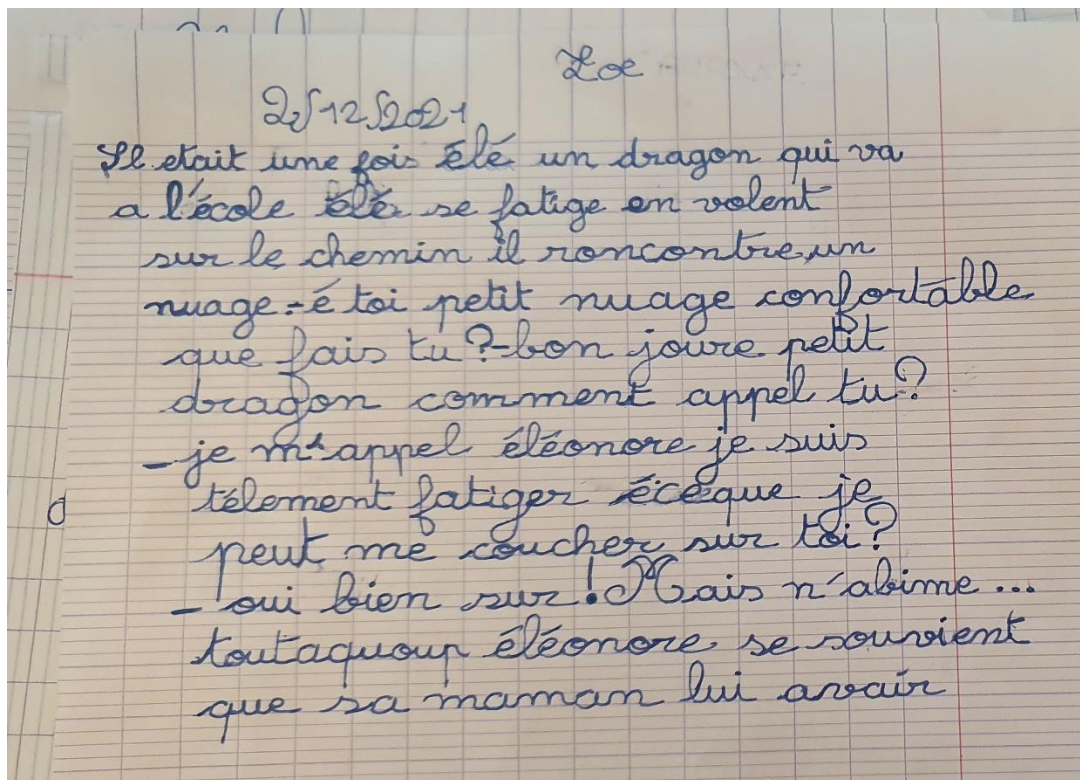 Zoe
2/12/2021
Il etait une fois élé un dragon qui va
a l'école élé se fatige en volent
sur le chemin il roncontre un
nuage - é toi petit nuage confortable
que fais tu? - bon joure petit
dragon comment appel tu?
- je m'appel éléonore je suis
télement fatiger écèque je
peut me coucher sur toi?
- oui bien sur! Mais n'abime...
toutaquoup éléonore se souvient
que sa maman lui avair